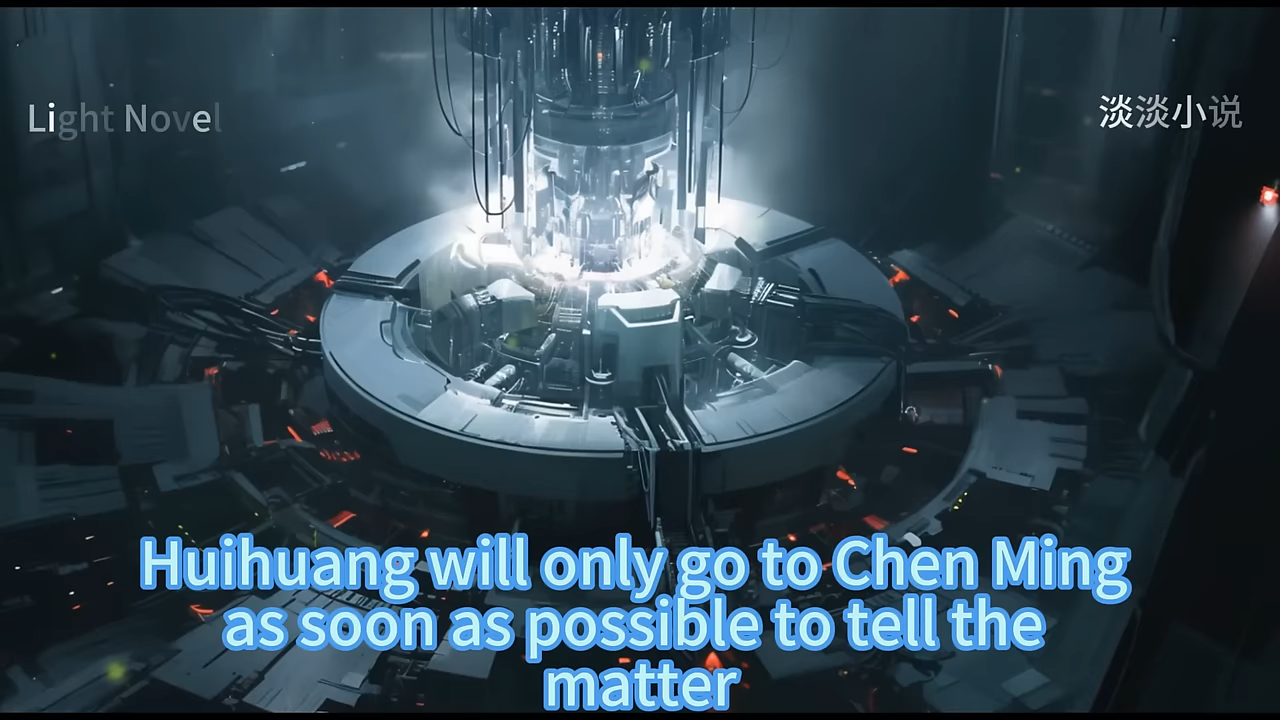 Light Novel
淡淡小说
Huihuang will only go to Chen Ming
as soon as possible to tell the
matter